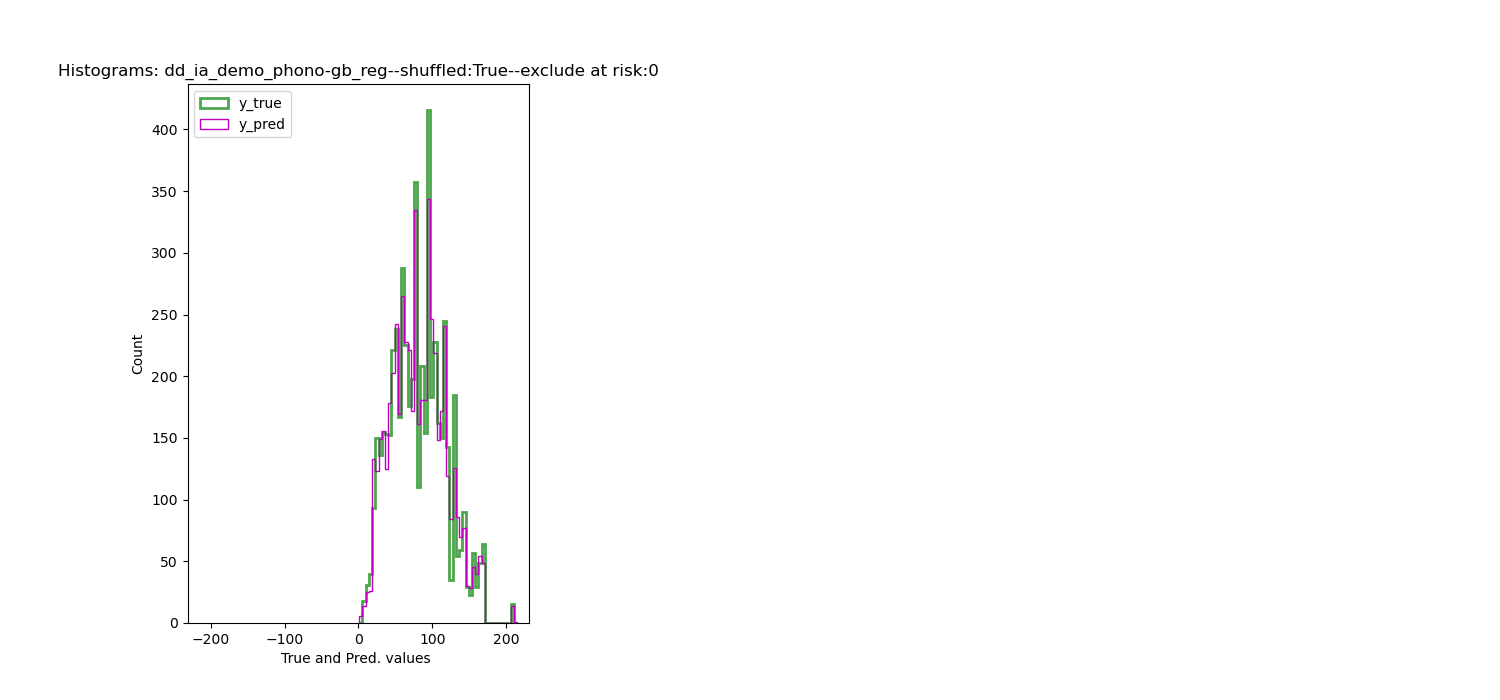 Histograms: dd_ia_demo_phono-gb_reg--shuffled:True--exclude at risk:0
y_true
y_pred
400
350
300
250
200
150
100
50
0
Count
−200
−100
0
100
200
True and Pred. values